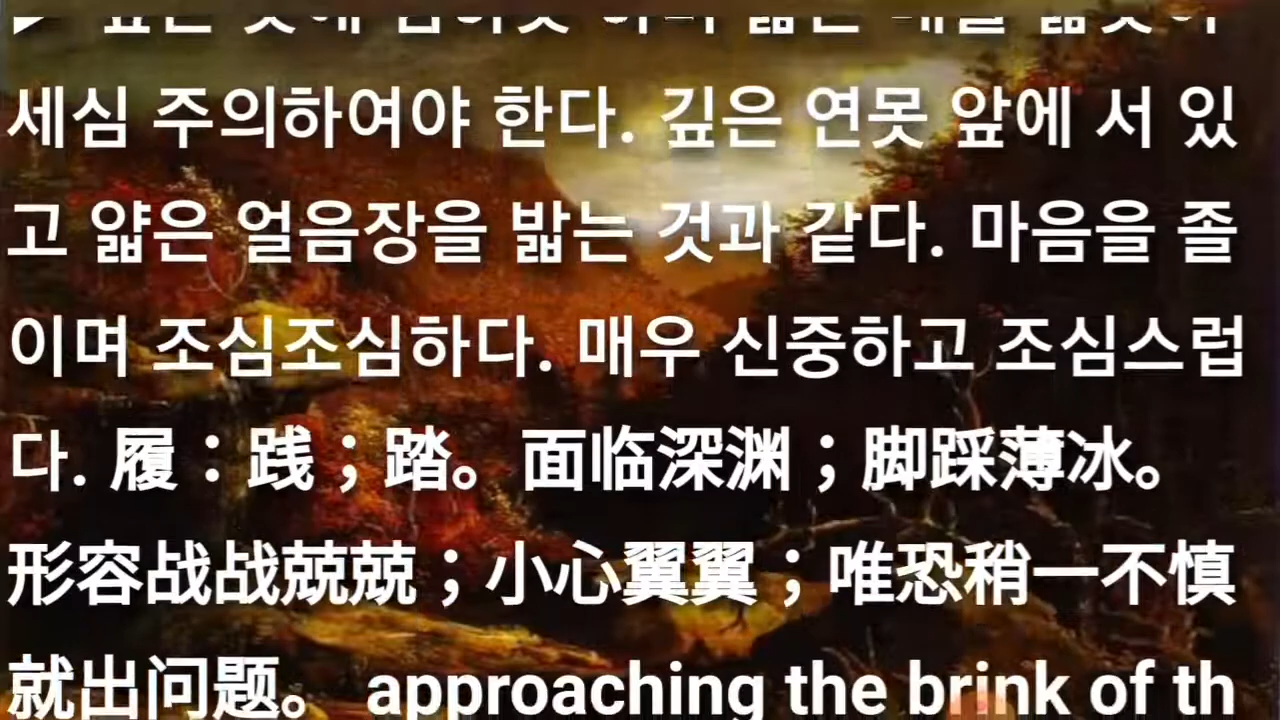 세심 주의하여야 한다. 깊은 연못 앞에 서 있
고 얇은 얼음장을 밟는 것과 같다. 마음을 졸
이며 조심조심하다. 매우 신중하고 조심스럽
다. 履：践；踏。面临深渊；脚踩薄冰。
形容战战兢兢；小心翼翼；唯恐稍一不慎
就出问题。 approaching the brink of th